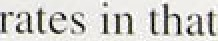 rates in that